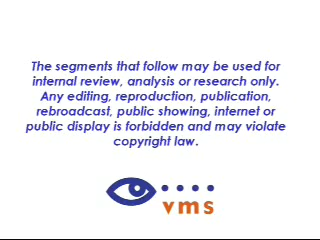 The segments that follow may be used for
internal review, analysis or research only.
Any editing, reproduction, publication,
rebroadcast, public showing, internet or
public display is forbidden and may violate
copyright law.
vms